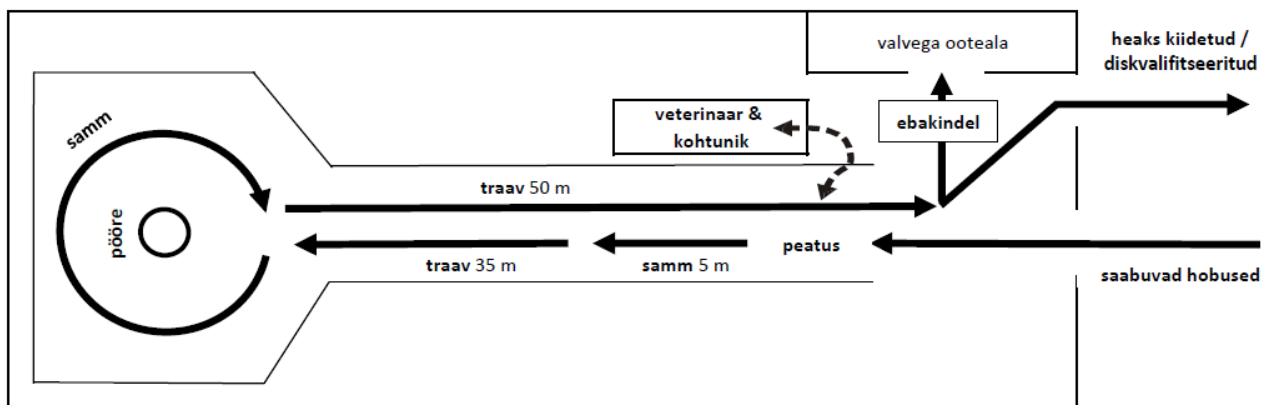 valvega ooteala
heaks kiidetud /
diskvalifitseeritud
veterinaar &
kohtunik
ebakindel
samm
pööre
traav 50 m
traav 35 m
samm 5 m
peatus
saabuvad hobused